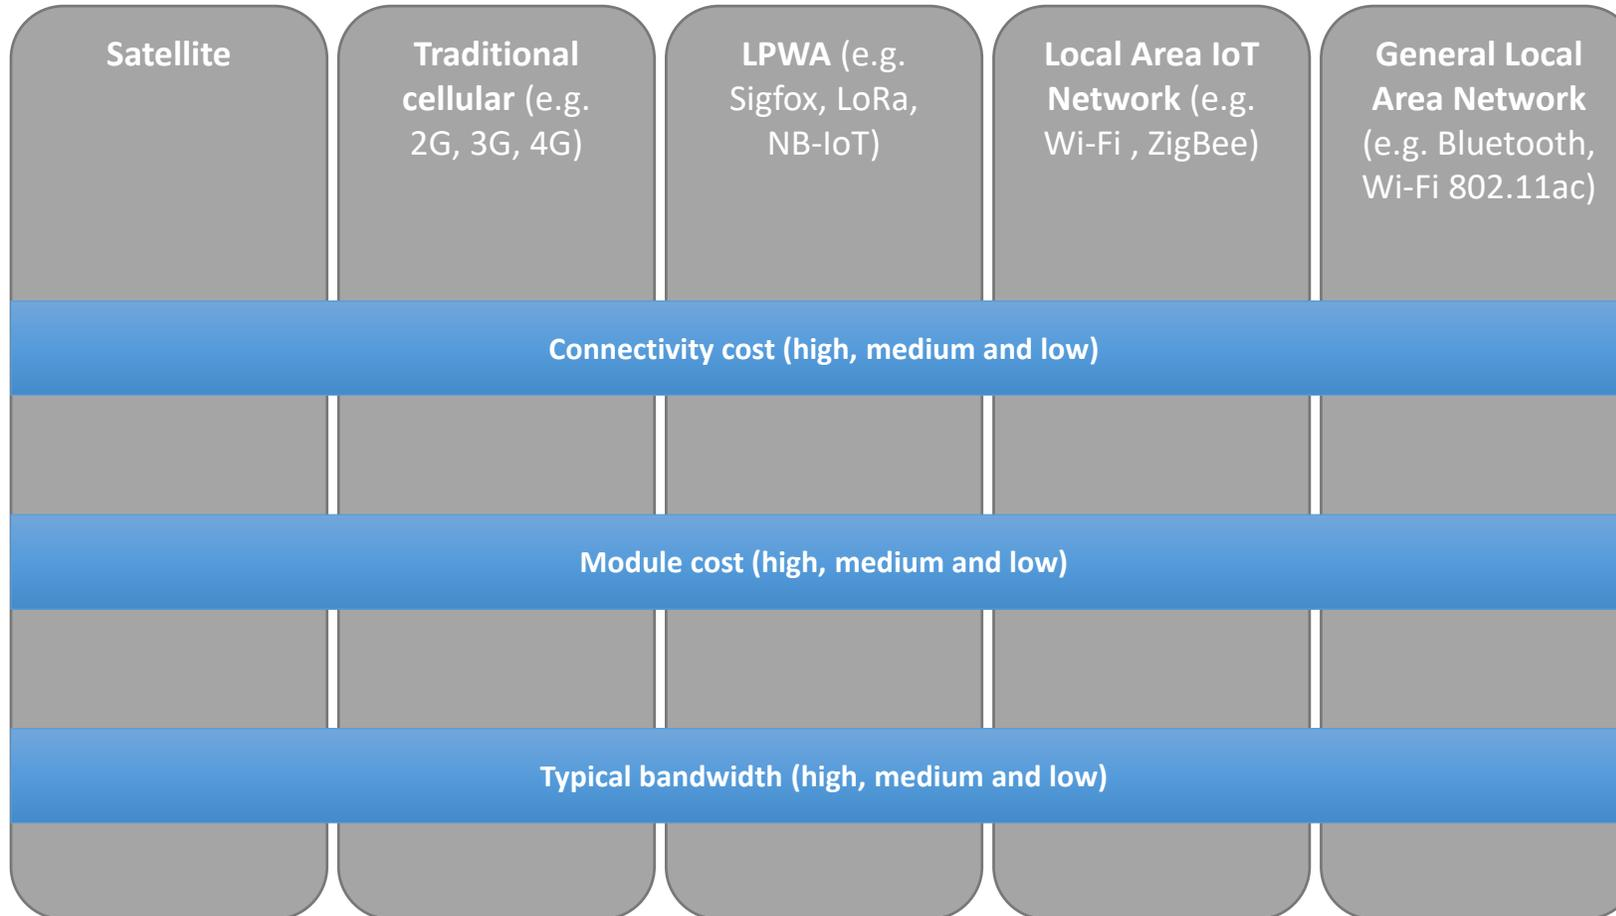 Satellite
Traditional
cellular (e.g.
2G, 3G, 4G)
LPWA (e.g.
Sigfox, LoRa,
NB-IoT)
Local Area IoT
Network (e.g.
Wi-Fi , ZigBee)
General Local
Area Network
(e.g. Bluetooth,
Wi-Fi 802.11ac)
Connectivity cost (high, medium and low)
Module cost (high, medium and low)
Typical bandwidth (high, medium and low)